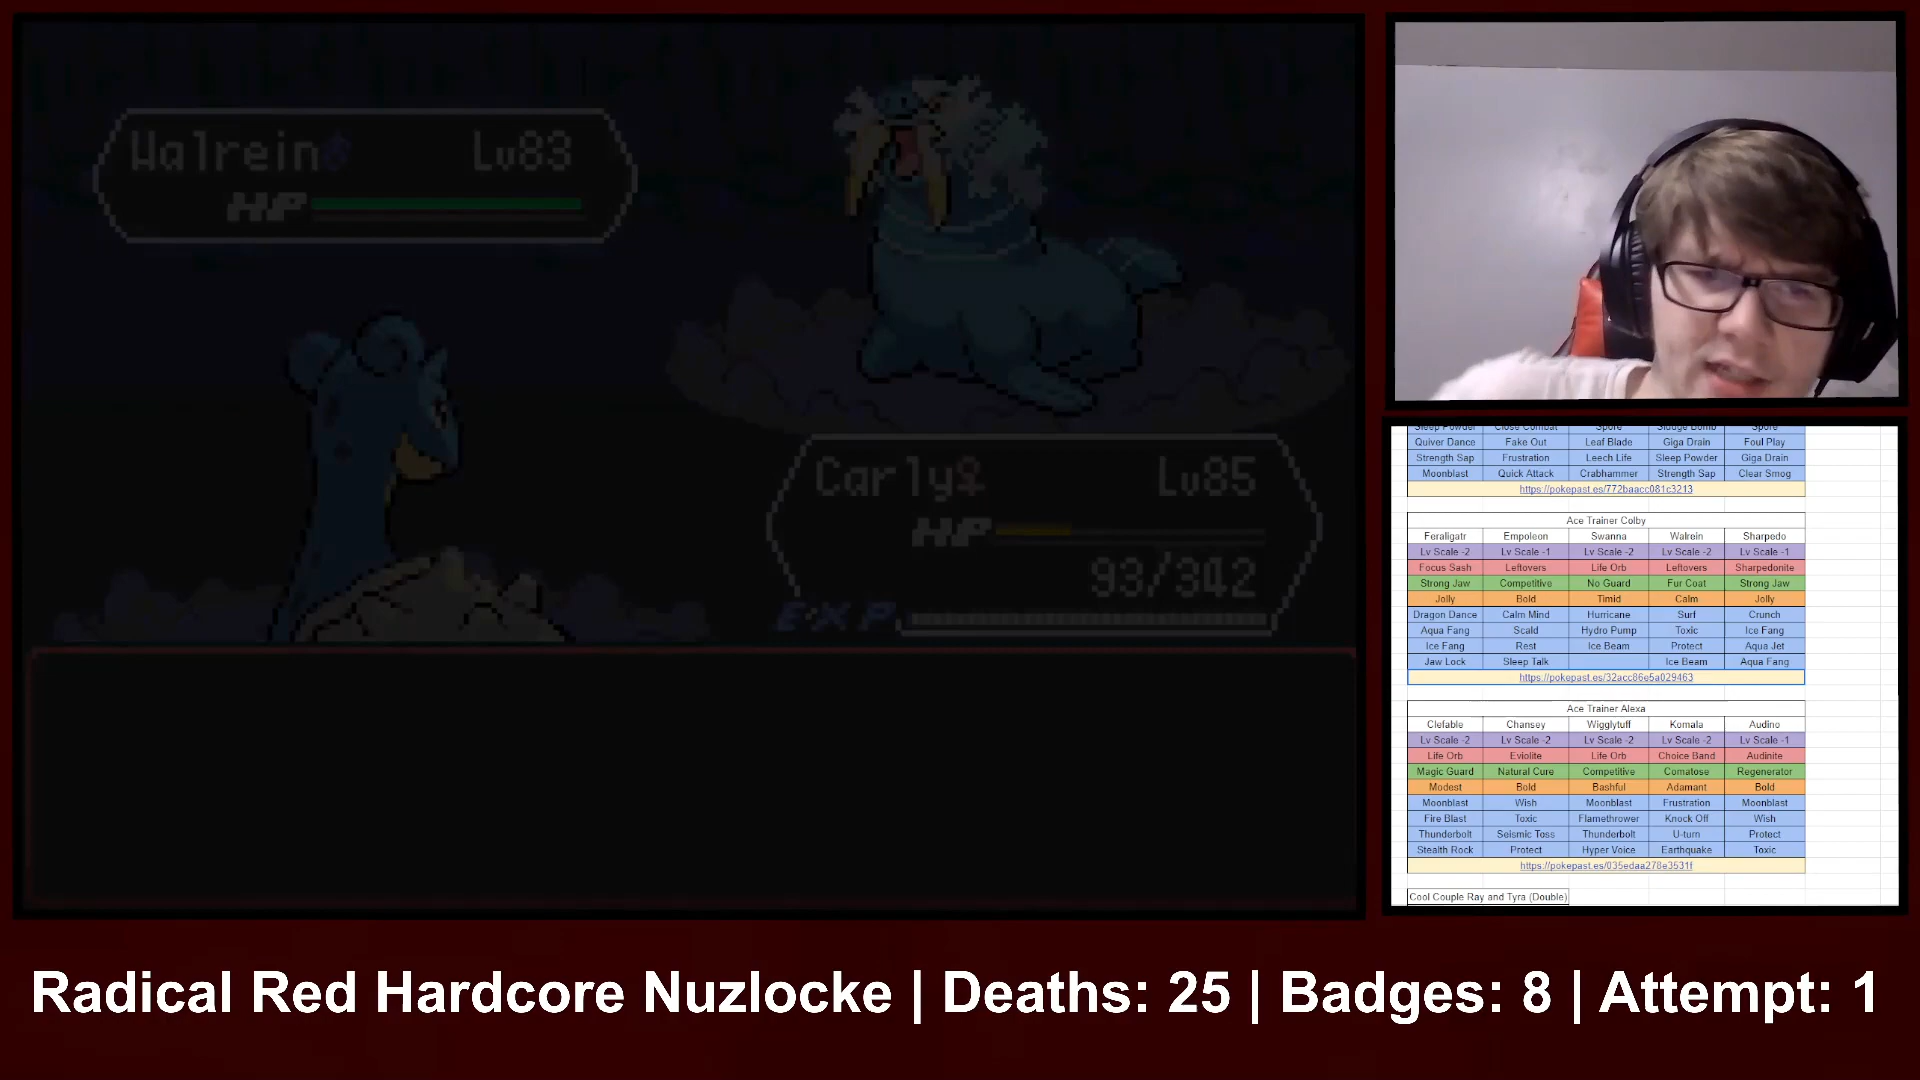 Walrein♂ Lv83
HP
Carly♀ Lv85
HP
93/342
EXP
Sleep Powder Close Combat Spore Sludge Bomb Spore
Quiver Dance Fake Out Leaf Blade Giga Drain Foul Play
Strength Sap Frustration Leech Life Sleep Powder Giga Drain
Moonblast Quick Attack Crabhammer Strength Sap Clear Smog
https://pokepast.es/772baacc081c3213
Ace Trainer Colby
Feraligatr Empoleon Swanna Walrein Sharpedo
Lv Scale -2 Lv Scale -1 Lv Scale -2 Lv Scale -2 Lv Scale -1
Focus Sash Leftovers Life Orb Leftovers Sharpedonite
Strong Jaw Competitive No Guard Fur Coat Strong Jaw
Jolly Bold Timid Calm Jolly
Dragon Dance Calm Mind Hurricane Surf Crunch
Aqua Fang Scald Hydro Pump Toxic Ice Fang
Ice Fang Rest Ice Beam Protect Aqua Jet
Jaw Lock Sleep Talk Ice Beam Aqua Fang
https://pokepast.es/32acc86e5a029463
Ace Trainer Alexa
Clefable Chansey Wigglytuff Komala Audino
Lv Scale -2 Lv Scale -2 Lv Scale -2 Lv Scale -2 Lv Scale -1
Life Orb Eviolite Life Orb Choice Band Audinite
Magic Guard Natural Cure Competitive Comatose Regenerator
Modest Bold Bashful Adamant Bold
Moonblast Wish Moonblast Frustration Moonblast
Fire Blast Toxic Flamethrower Knock Off Wish
Thunderbolt Seismic Toss Thunderbolt U-turn Protect
Stealth Rock Protect Hyper Voice Earthquake Toxic
https://pokepast.es/035edaa278e3531f
Cool Couple Ray and Tyra (Double)
Radical Red Hardcore Nuzlocke | Deaths: 25 | Badges: 8 | Attempt: 1